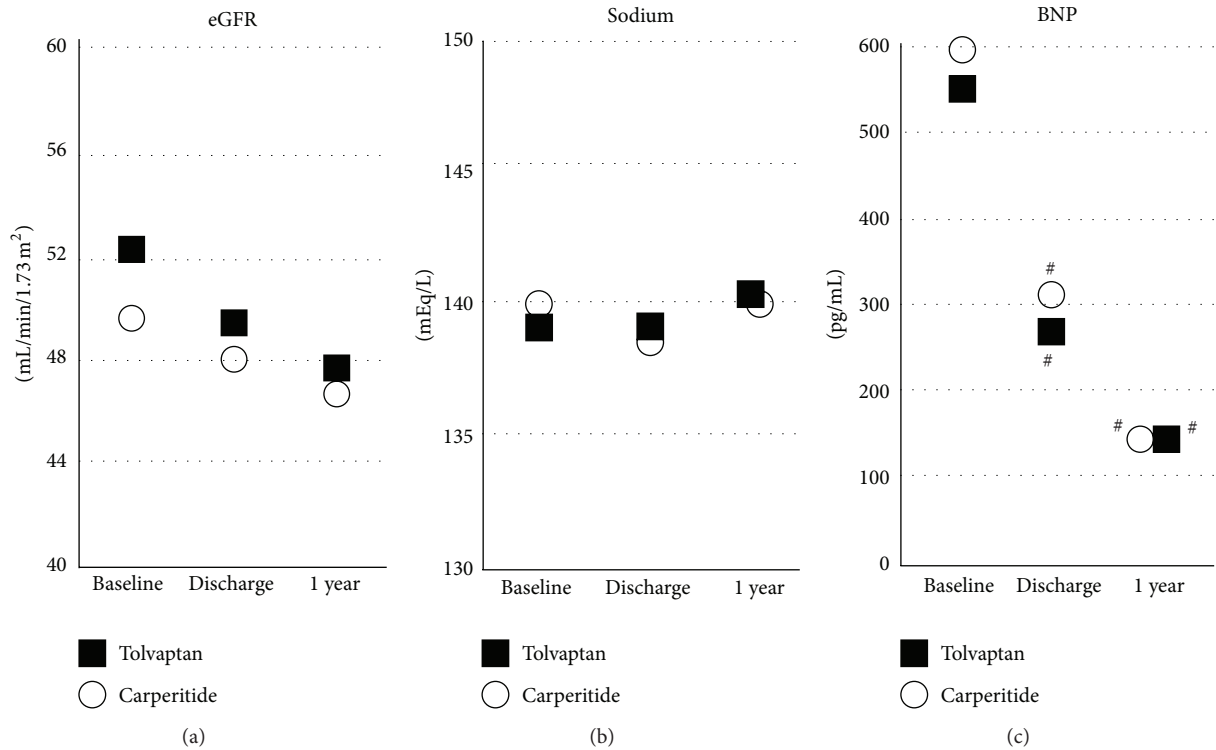 eGFR
60
56
52
48
44
40
(mL/min/1.73 m²)
Baseline Discharge 1 year
Tolvaptan
Carperitide
(a)
Sodium
150
145
140
135
130
(mEq/L)
Baseline Discharge 1 year
Tolvaptan
Carperitide
(b)
BNP
600
500
400
300
200
100
0
(pg/mL)
#
#
# #
Baseline Discharge 1 year
Tolvaptan
Carperitide
(c)